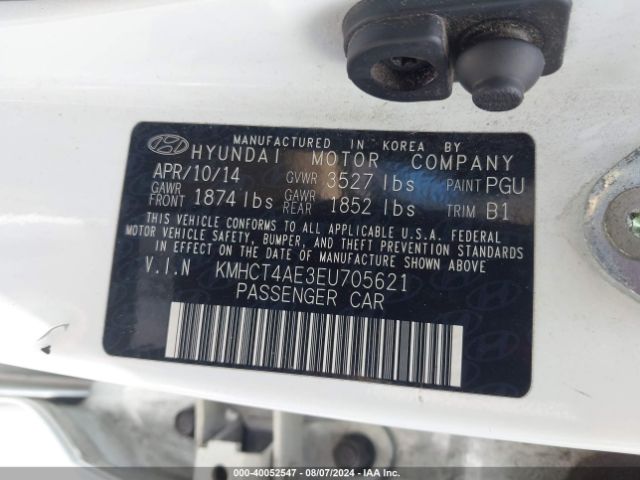 MANUFACTURED IN KOREA BY
HYUNDAI MOTOR COMPANY
APR/10/14 GVWR 3527 lbs PAINT PGU
GAWR FRONT 1874 lbs GAWR REAR 1852 lbs TRIM B1
THIS VEHICLE CONFORMS TO ALL APPLICABLE U.S.A. FEDERAL
MOTOR VEHICLE SAFETY, BUMPER, AND THEFT PREVENTION STANDARDS
IN EFFECT ON THE DATE OF MANUFACTURE SHOWN ABOVE
V.I.N KMHCT4AE3EU705621
PASSENGER CAR
000-40052547 - 08/07/2024 - IAA Inc.